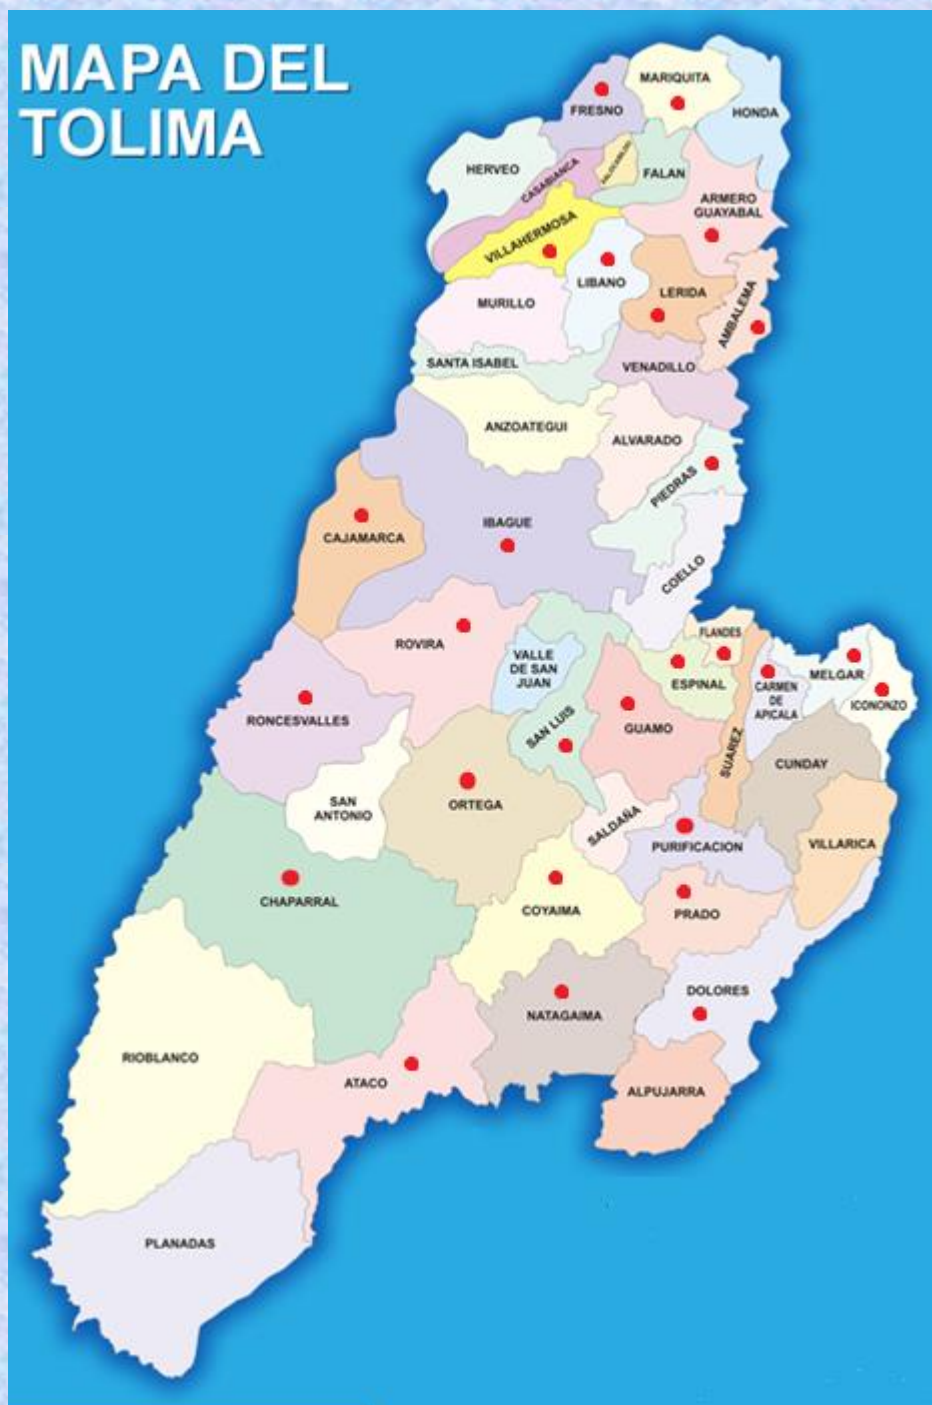 MAPA DEL
TOLIMA
MARIQUITA
FRESNO
HONDA
HERVEO
CASABIANCA
FALAN
ARMERO
GUAYABAL
VILLAHERMOSA
LIBANO
LERIDA
AMBALEMA
MURILLO
SANTA ISABEL
VENADILLO
ANZOATEGUI
ALVARADO
PIEDRAS
IBAGUE
CAJAMARCA
COELLO
ROVIRA
FLANDES
VALLE
DE SAN
JUAN
ESPINAL
MELGAR
CARMEN
DE
APICALA
ICONONZO
RONCESVALLES
SAN LUIS
GUAMO
SUAREZ
CUNDAY
SAN
ANTONIO
ORTEGA
SALDAÑA
PURIFICACION
VILLARICA
CHAPARRAL
COYAIMA
PRADO
DOLORES
NATAGAIMA
RIOBLANCO
ATACO
ALPUJARRA
PLANADAS